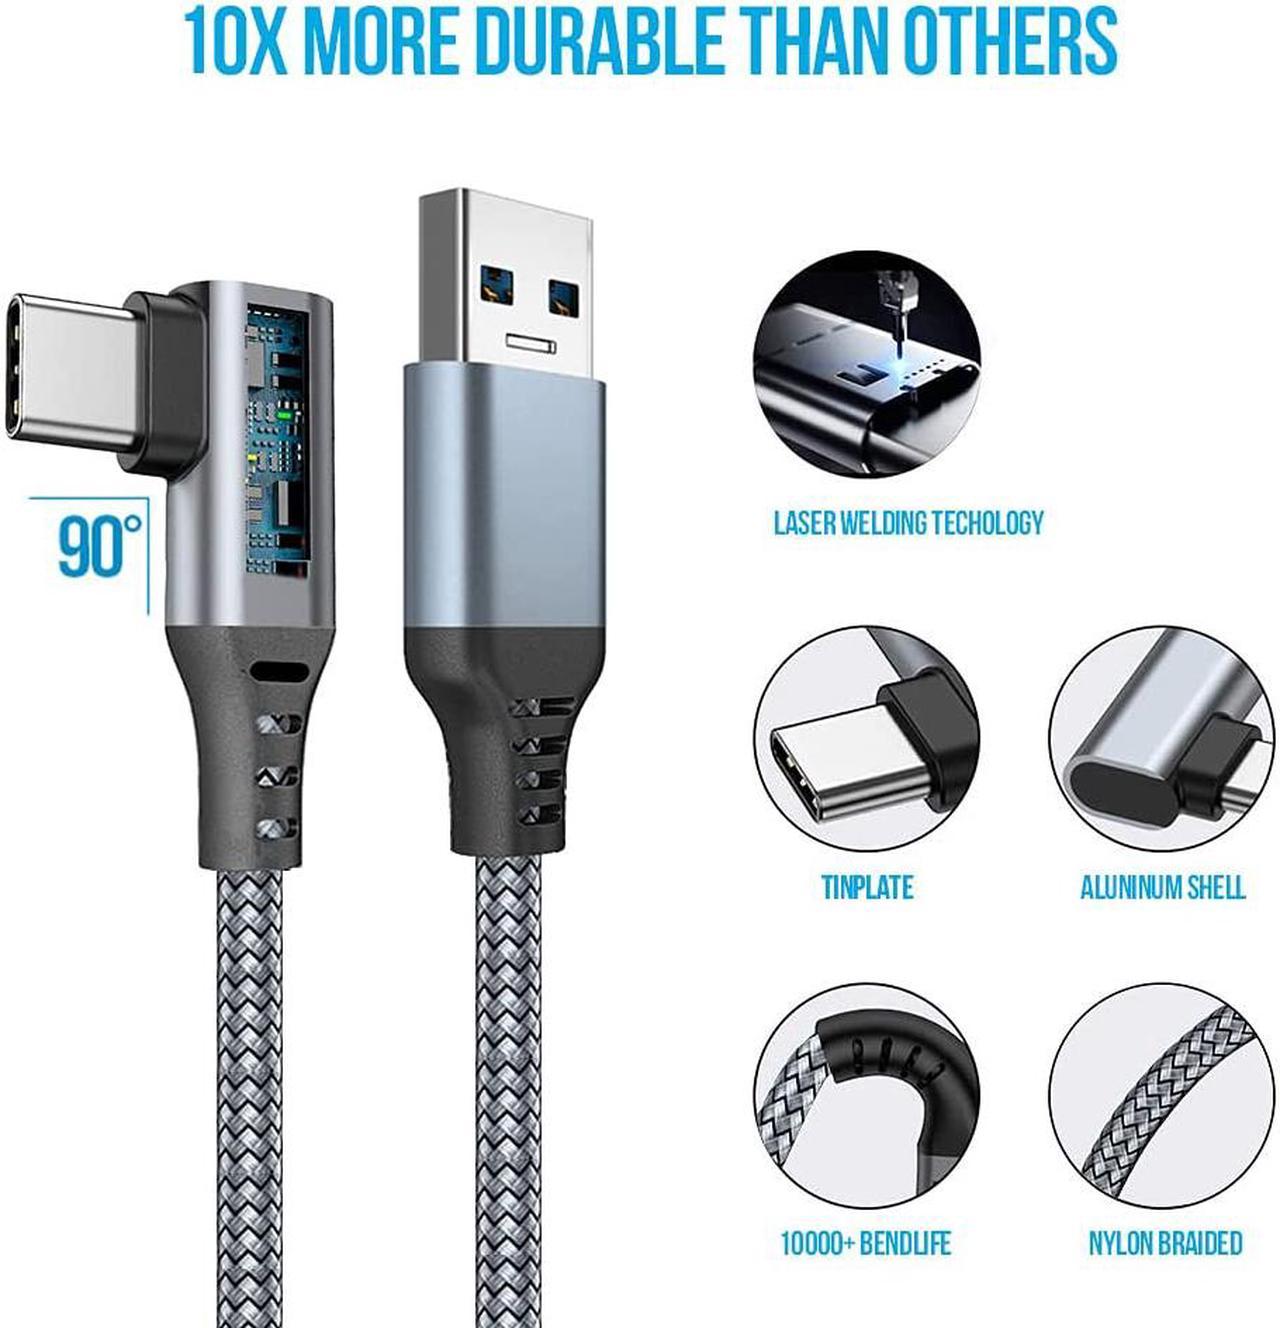 10X MORE DURABLE THAN OTHERS
90°
LASER WELDING TECHOLOGY
TINPLATE
ALUNINUM SHELL
10000+ BENDLIFE
NYLON BRAIDED